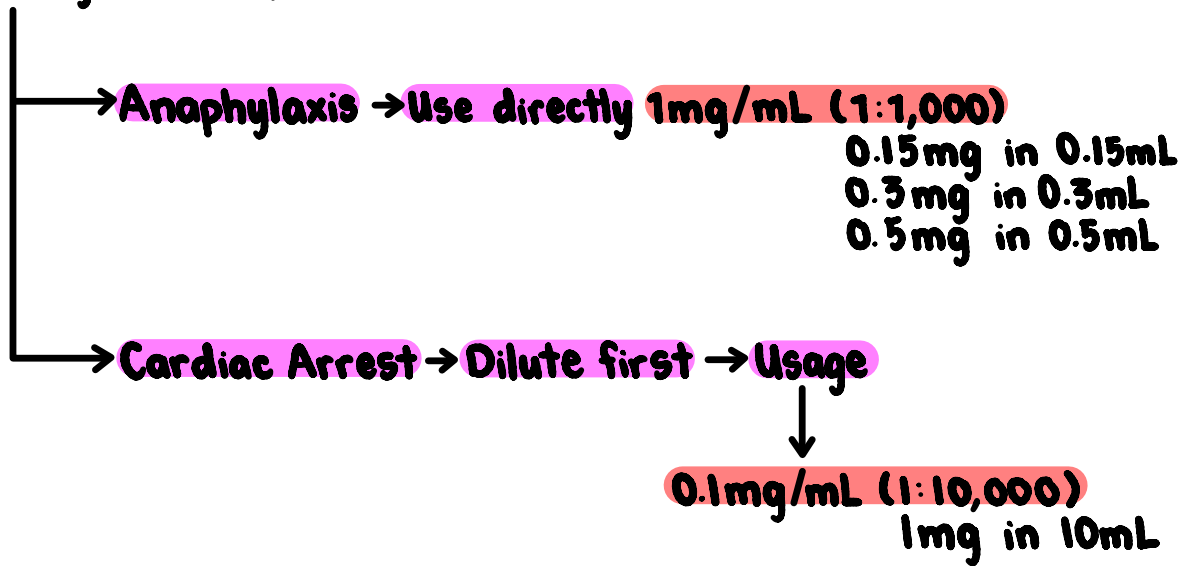 Anaphylaxis → Use directly 1mg/mL (1:1,000)
0.15mg in 0.15mL
0.3mg in 0.3mL
0.5mg in 0.5mL
Cardiac Arrest → Dilute first → Usage
0.1mg/mL (1:10,000)
1mg in 10mL